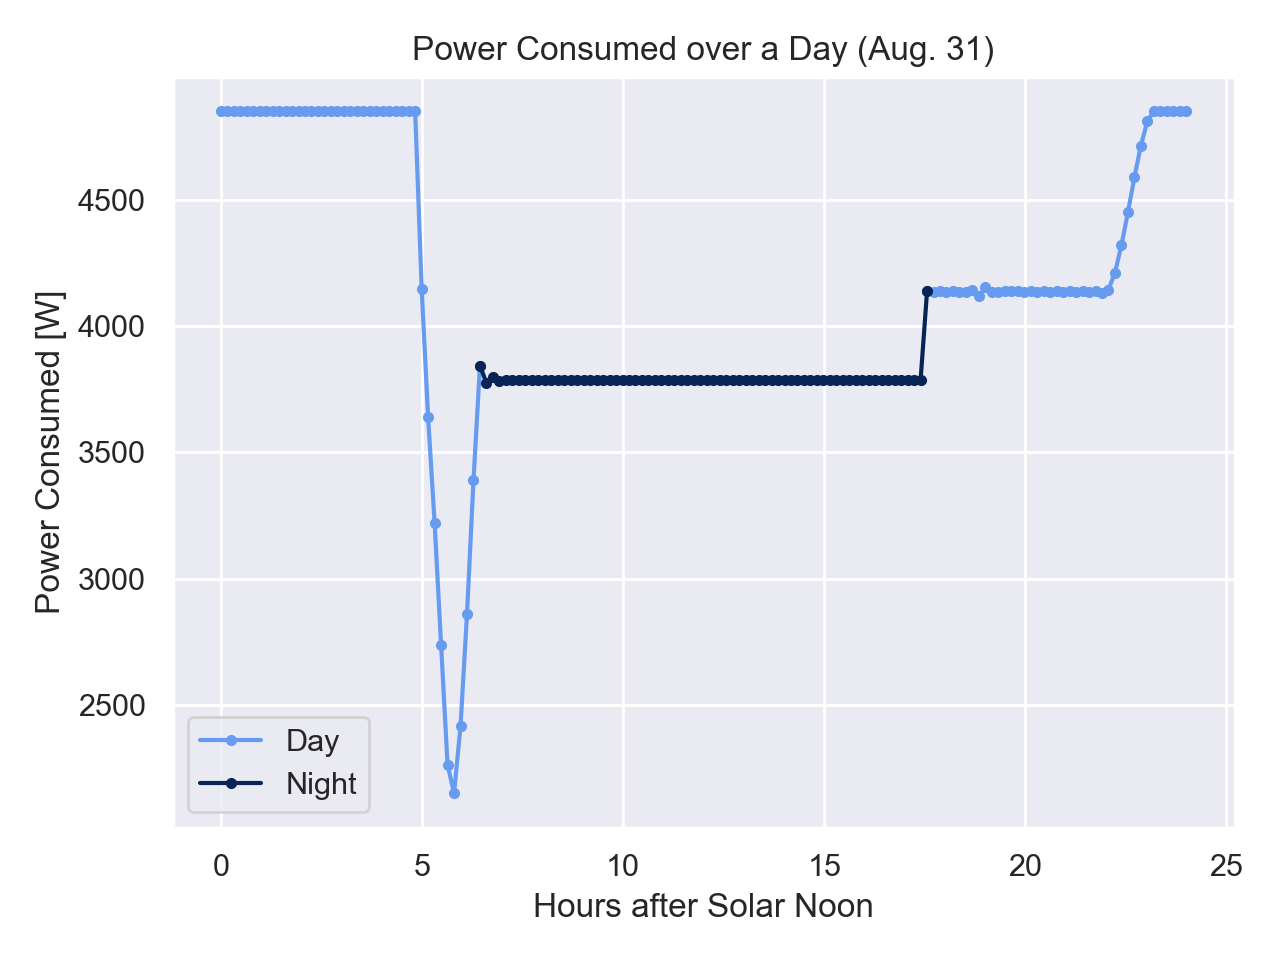 Power Consumed over a Day (Aug. 31)
Power Consumed [W]
4500
4000
3500
3000
2500
Day
Night
0 5 10 15 20 25
Hours after Solar Noon